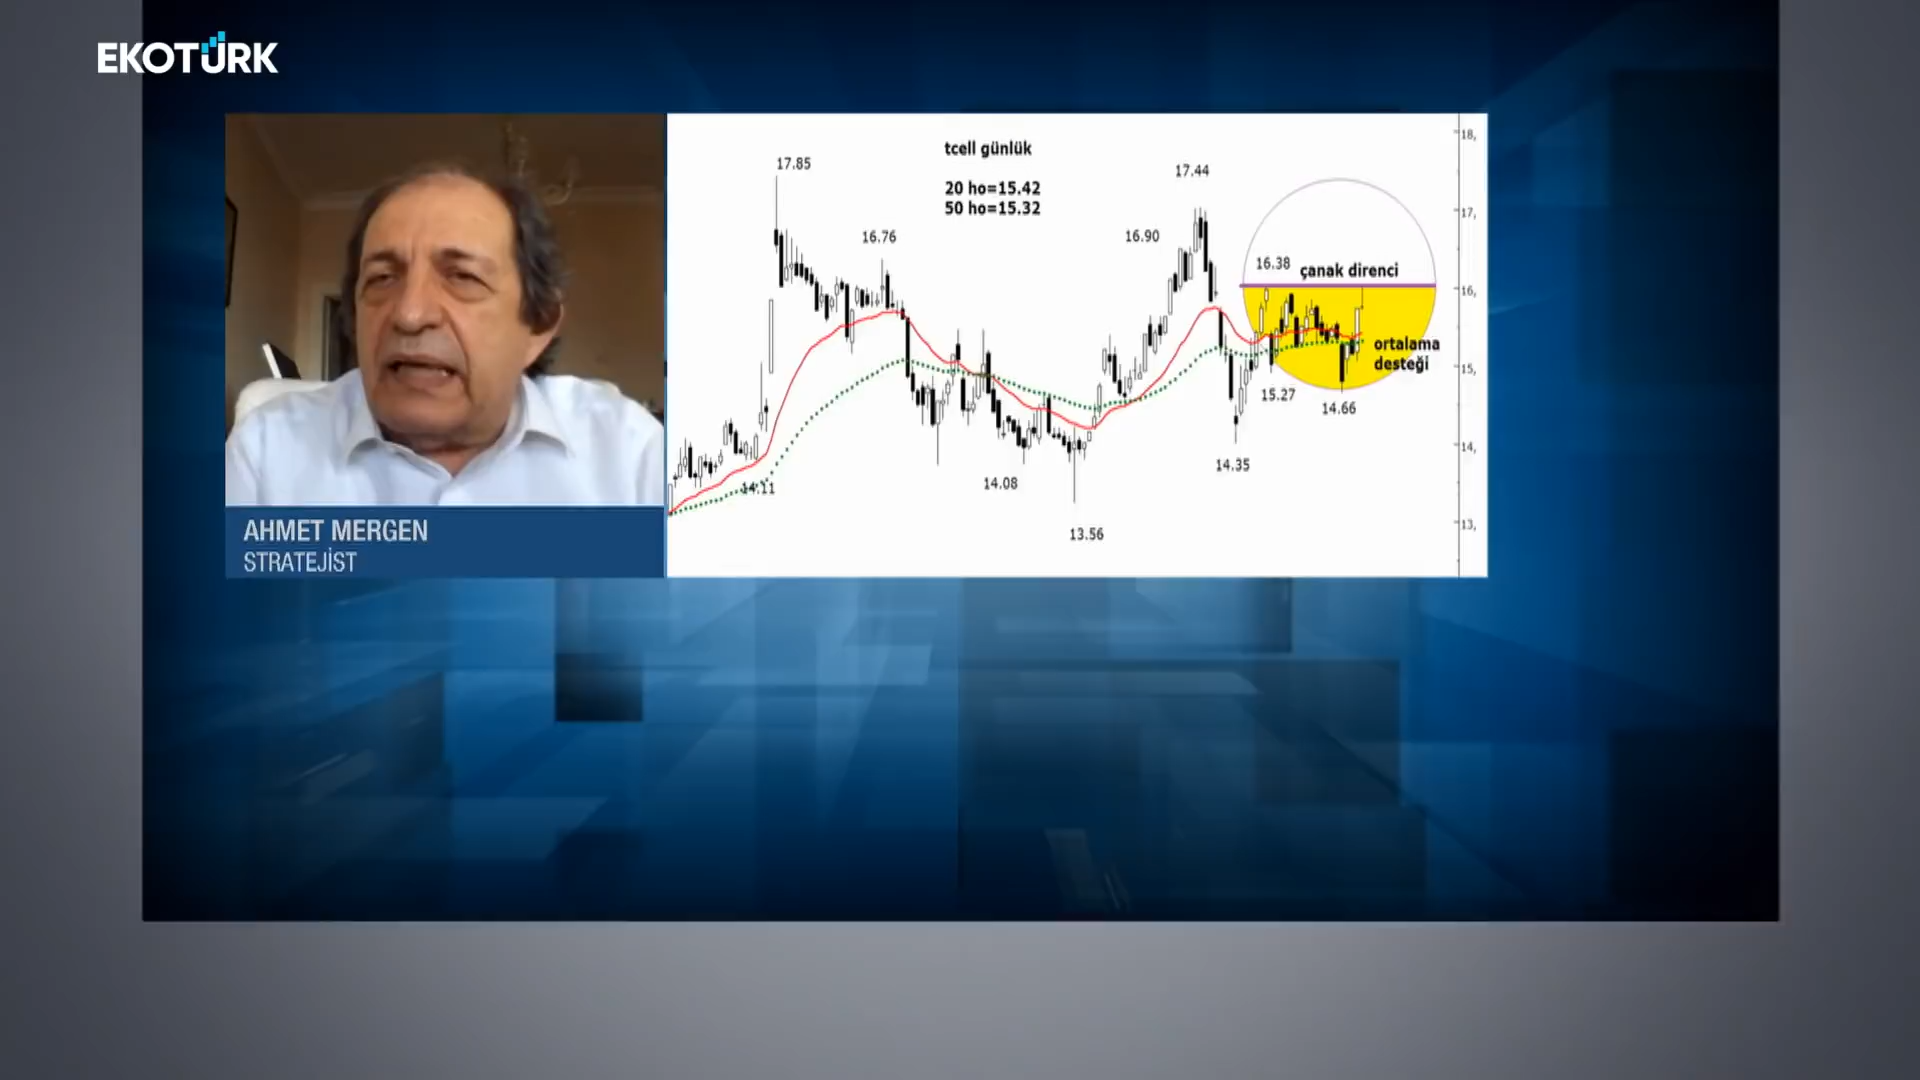 EKOTÜRK
AHMET MERGEN
STRATEJİST
tcell günlük
20 ho=15.42
50 ho=15.32
17.85
16.76
14.11
14.08
13.56
16.90
17.44
14.35
16.38
çanak direnci
ortalama
desteği
15.27
14.66
18,
17,
16,
15,
14,
13,